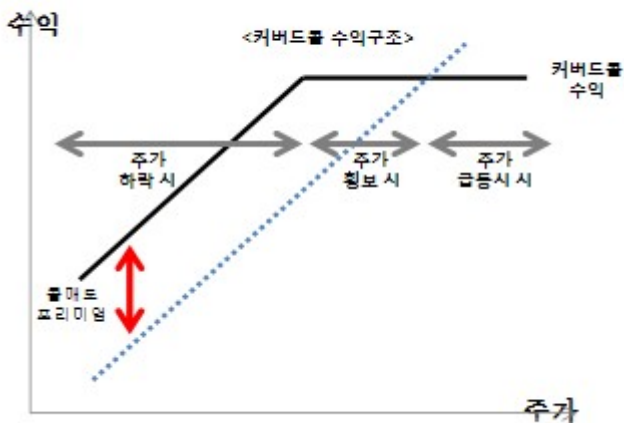 수익
<커버드콜 수익구조>
커버드콜
수익
주가
하락 시
주가
횡보 시
주가
급등시 시
콜매도
프리미엄
주가